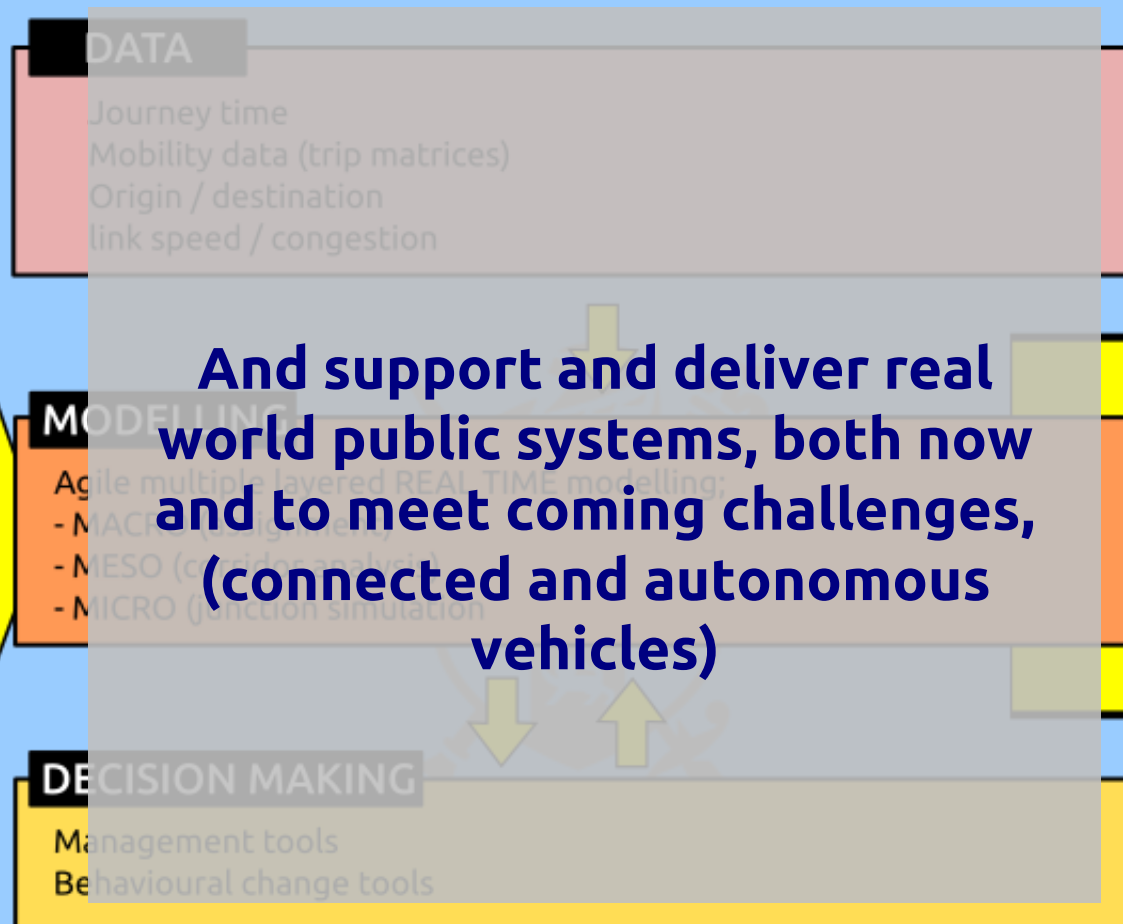 DATA
Journey time
Mobility data (trip matrices)
Origin / destination
link speed / congestion
And support and deliver real
world public systems, both now
and to meet coming challenges,
(connected and autonomous
vehicles)
MODELLING
Agile multiple layered REAL TIME modelling;
- MACRO (assignment)
- MESO (corridor analysis)
- MICRO (junction simulation
DECISION MAKING
Management tools
Behavioural change tools